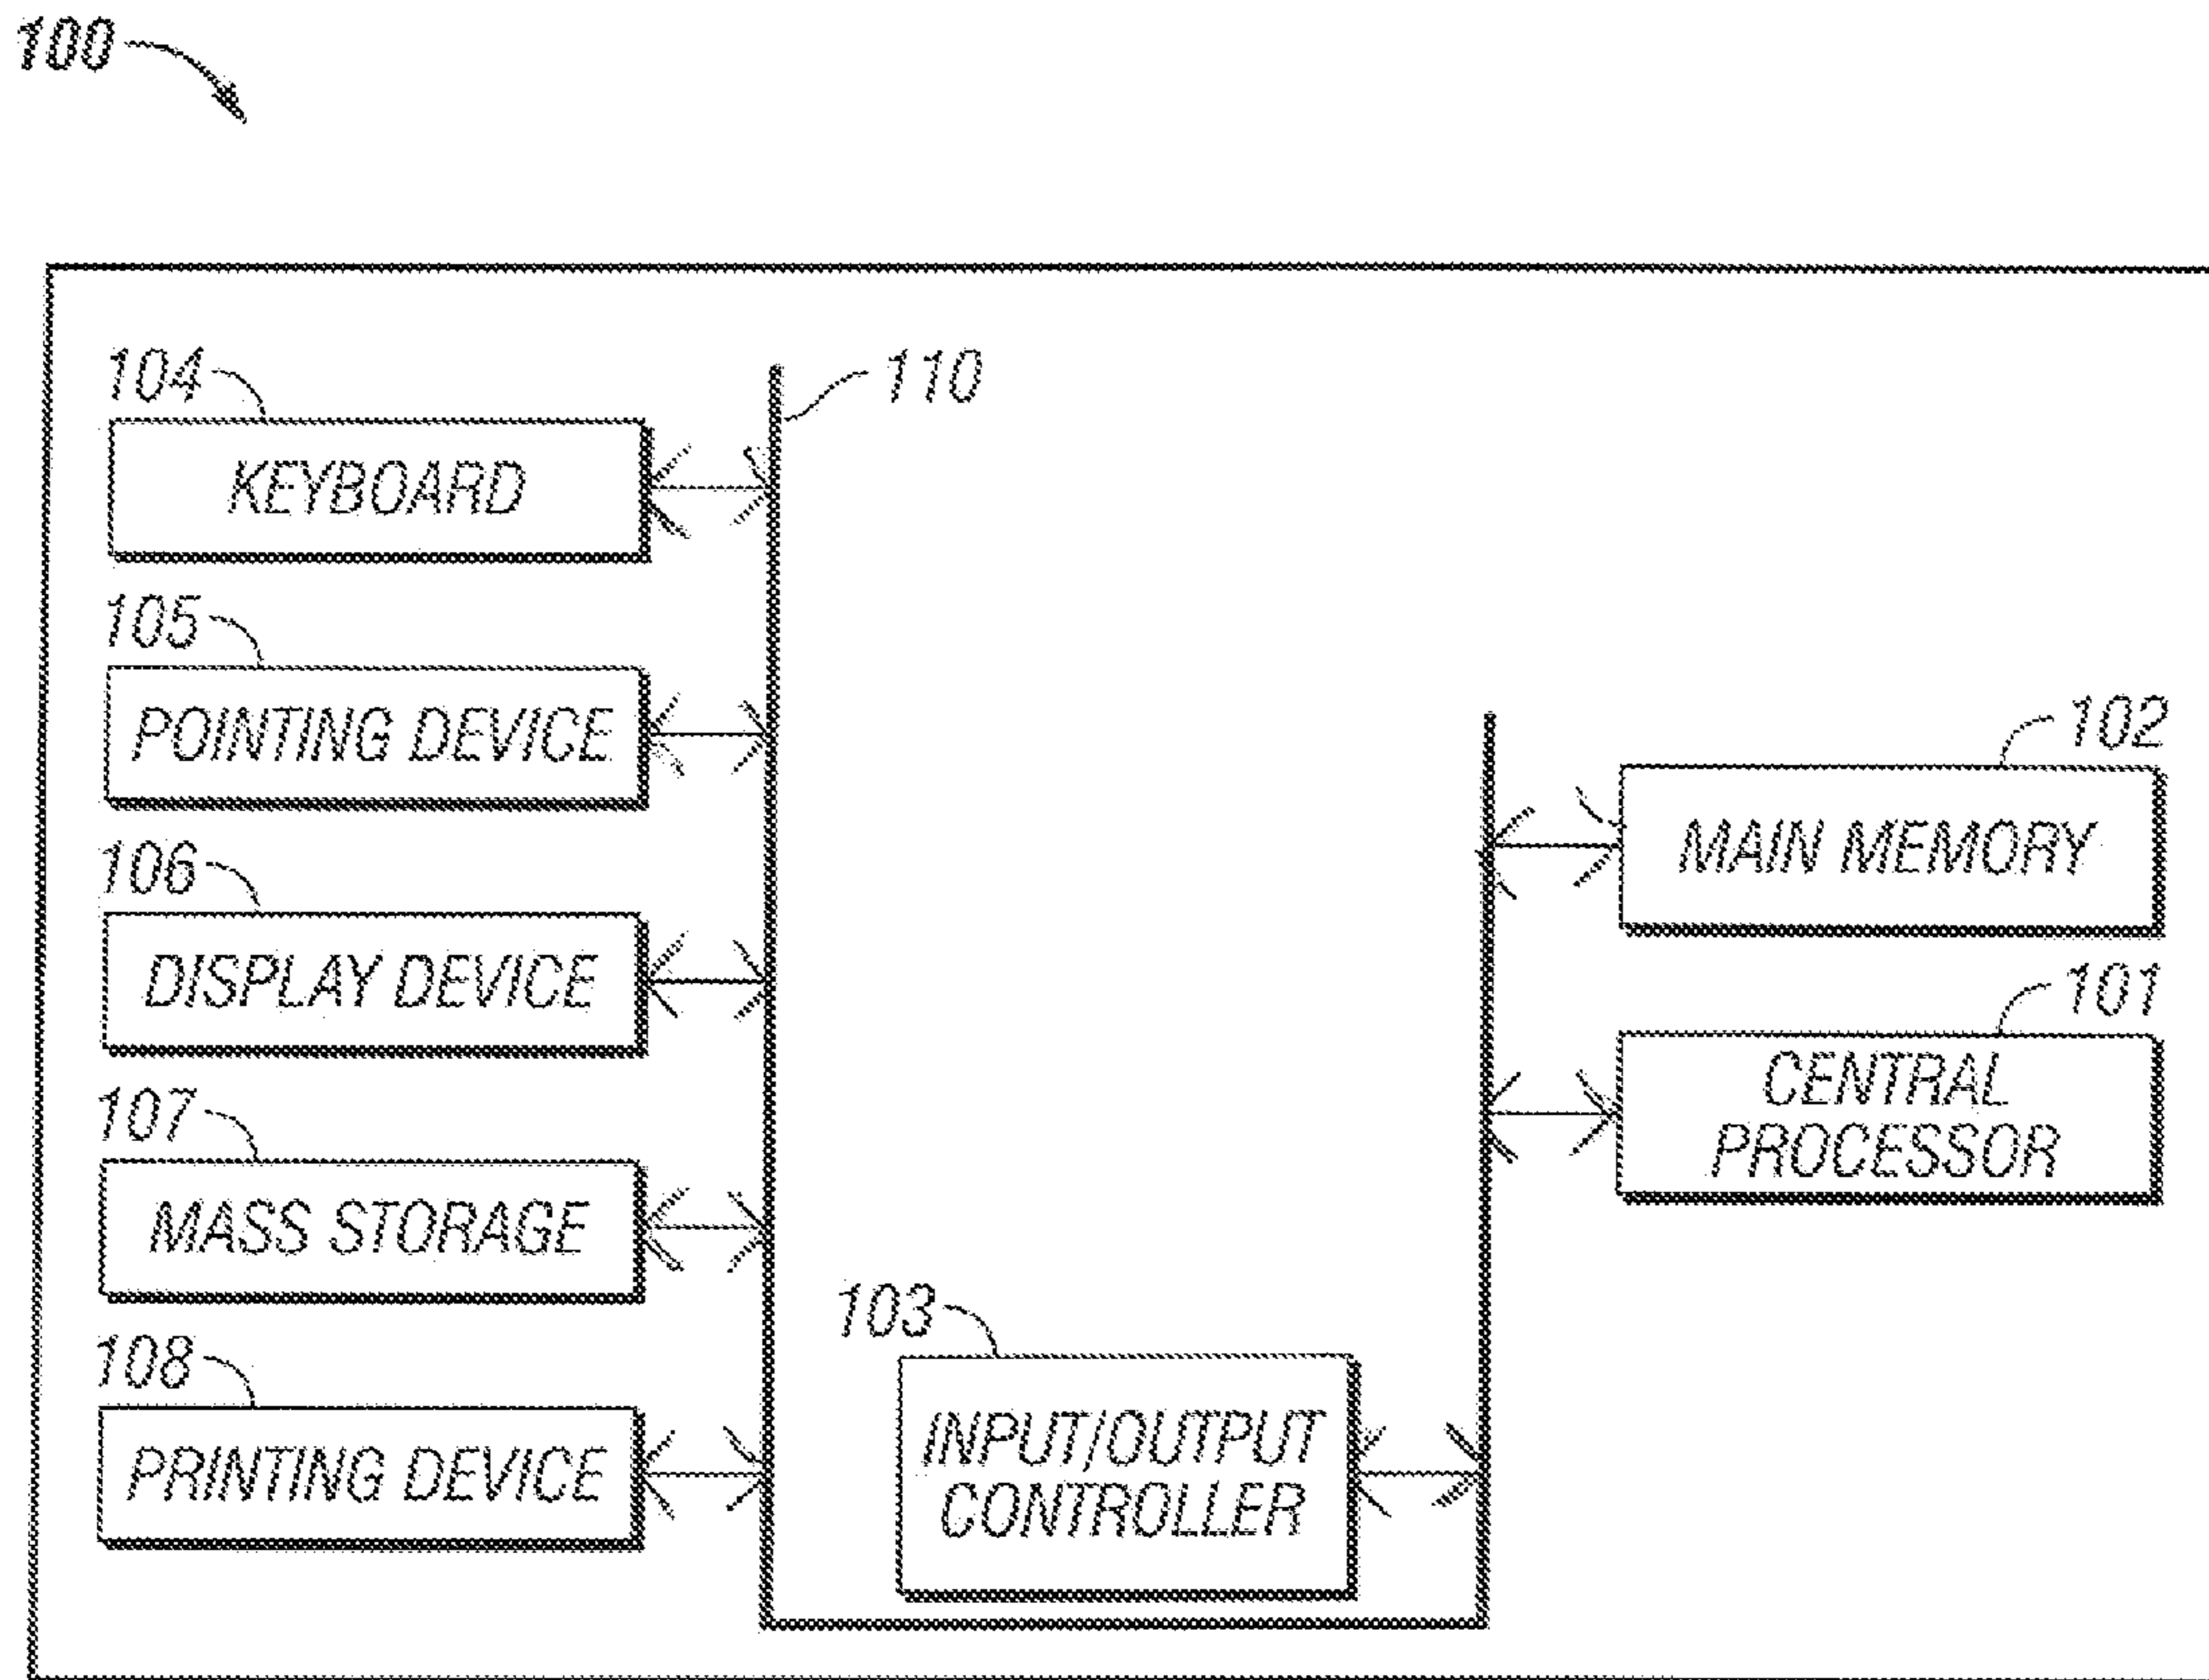 100
104
110
KEYBOARD
105
POINTING DEVICE
102
MAIN MEMORY
106
DISPLAY DEVICE
101
CENTRAL
PROCESSOR
107
MASS STORAGE
103
INPUT/OUTPUT
CONTROLLER
108
PRINTING DEVICE